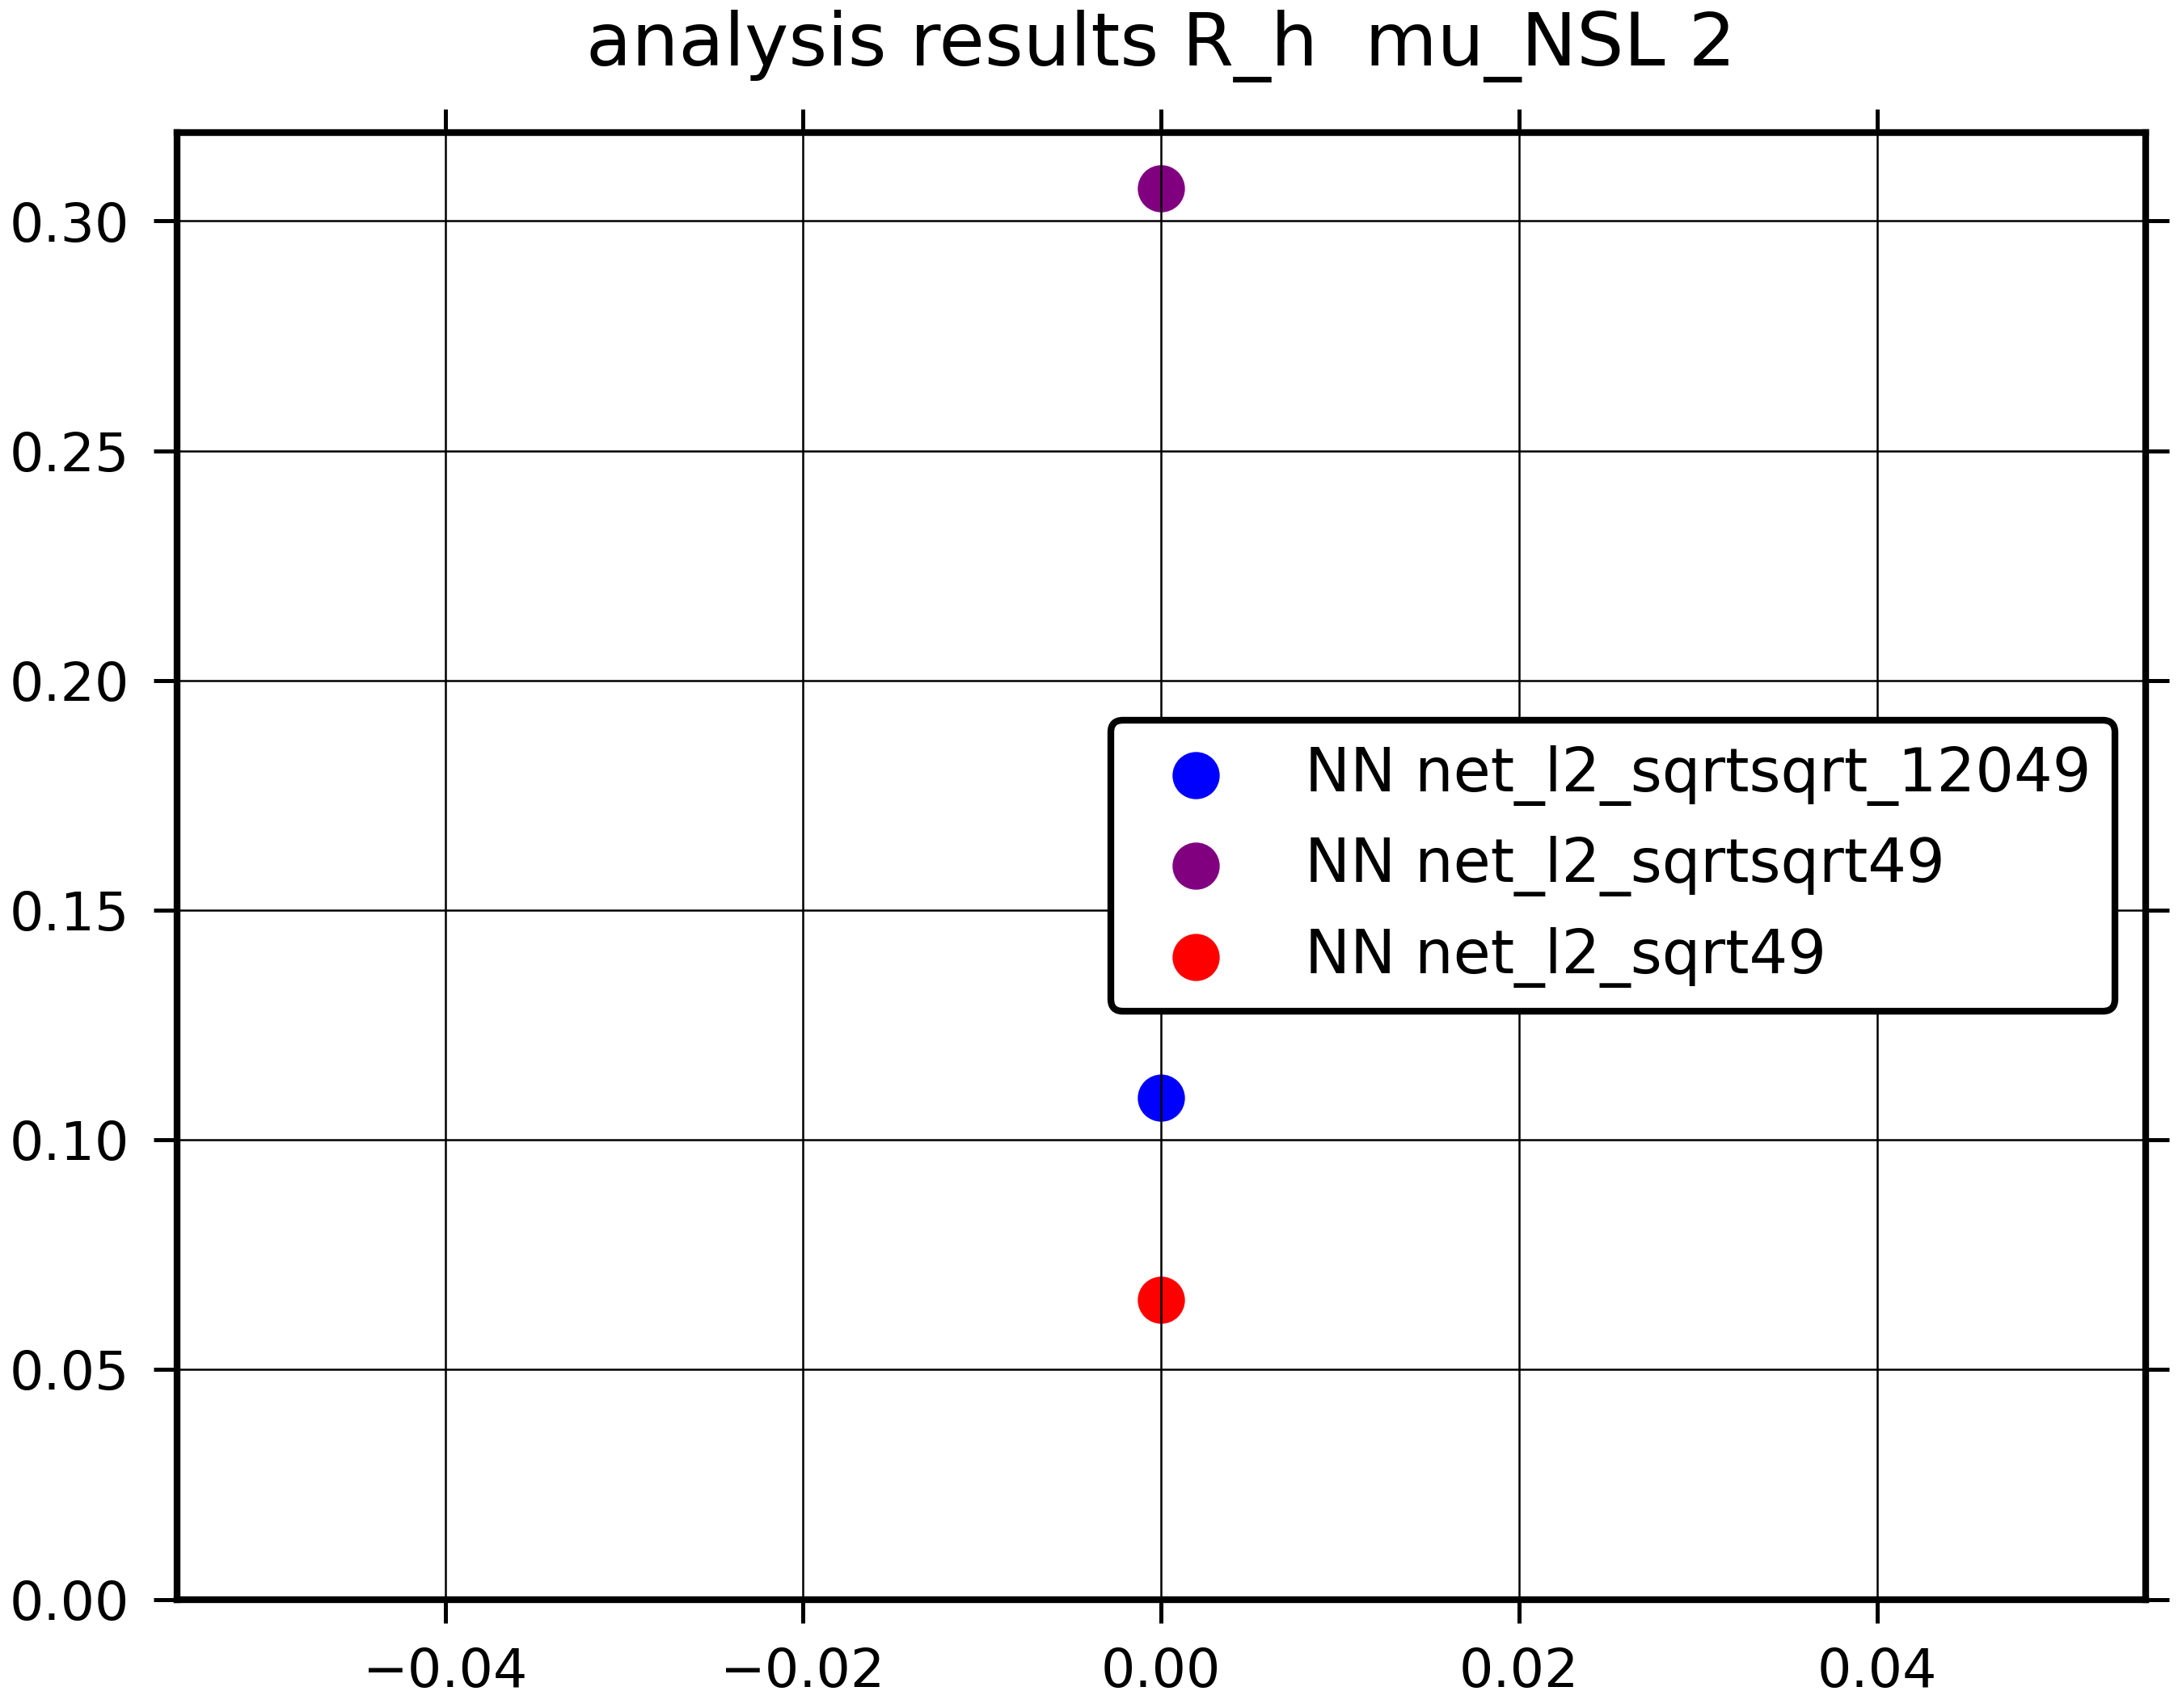 analysis results R_h  mu_NSL 2
0.30
0.25
0.20
0.15
0.10
0.05
0.00
NN net_l2_sqrtsqrt_12049
NN net_l2_sqrtsqrt49
NN net_l2_sqrt49
−0.04 −0.02 0.00 0.02 0.04